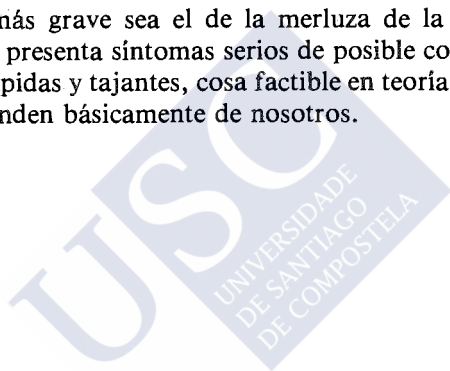 más grave sea el de la merluza de la
presenta síntomas serios de posible co
pidas y tajantes, cosa factible en teoría
nden básicamente de nosotros.
USC
UNIVERSIDADE
DE SANTIAGO
DE COMPOSTELA